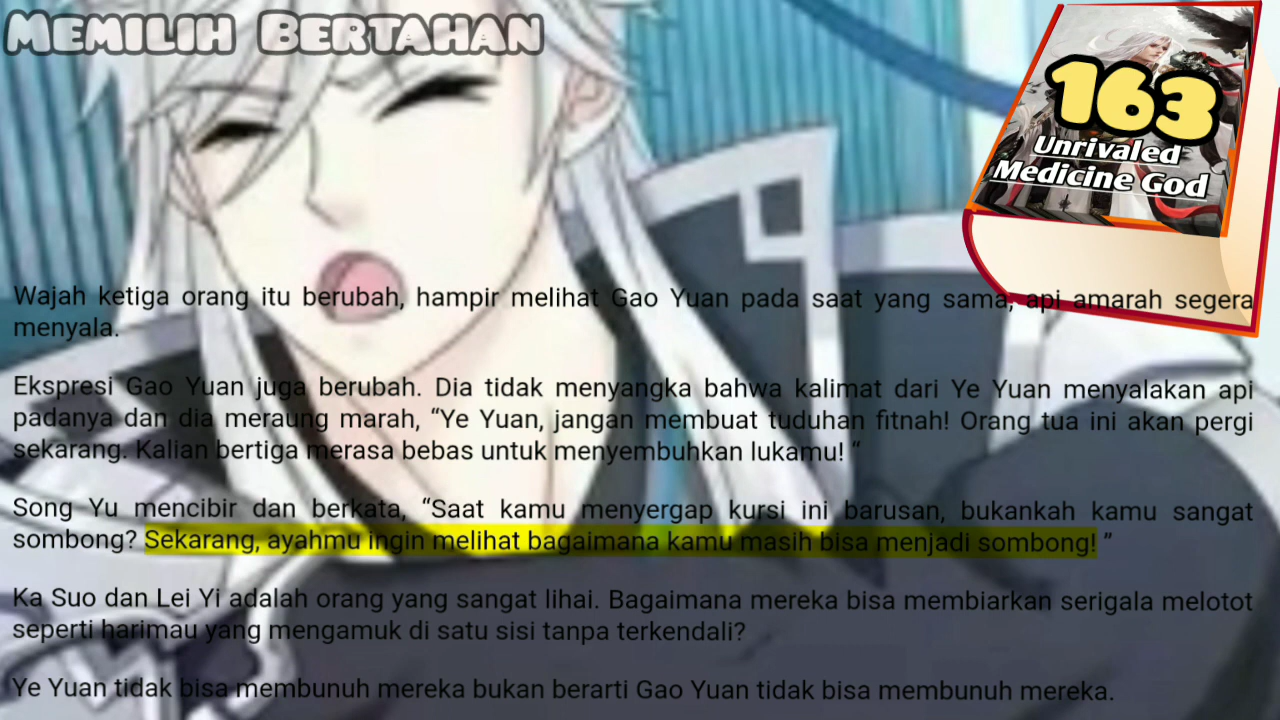 MEMILIH BERTAHAN
163
Unrivaled
Medicine God
Wajah ketiga orang itu berubah, hampir melihat Gao Yuan pada saat yang sama, api amarah segera
menyala.
Ekspresi Gao Yuan juga berubah. Dia tidak menyangka bahwa kalimat dari Ye Yuan menyalakan api
padanya dan dia meraung marah, “Ye Yuan, jangan membuat tuduhan fitnah! Orang tua ini akan pergi
sekarang. Kalian bertiga merasa bebas untuk menyembuhkan lukamu! “
Song Yu mencibir dan berkata, “Saat kamu menyergap kursi ini barusan, bukankah kamu sangat
sombong? Sekarang, ayahmu ingin melihat bagaimana kamu masih bisa menjadi sombong! ”
Ka Suo dan Lei Yi adalah orang yang sangat lihai. Bagaimana mereka bisa membiarkan serigala melotot
seperti harimau yang mengamuk di satu sisi tanpa terkendali?
Ye Yuan tidak bisa membunuh mereka bukan berarti Gao Yuan tidak bisa membunuh mereka.